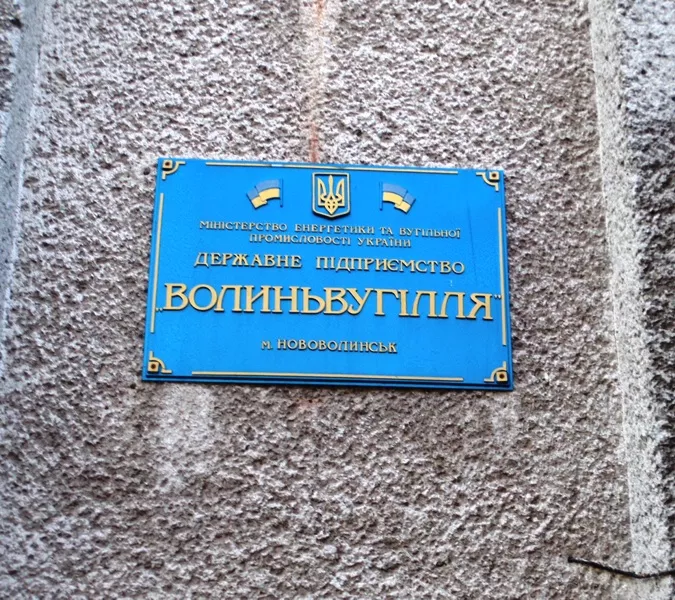 МІНІСТЕРСТВО ЕНЕРГЕТИКИ ТА ВУГІЛЬНОЇ
ПРОМИСЛОВОСТІ УКРАЇНИ
ДЕРЖАВНЕ ПІДПРИЄМСТВО
„ВОЛИНЬВУГІЛЛЯ"
м. НОВОВОЛИНСЬК